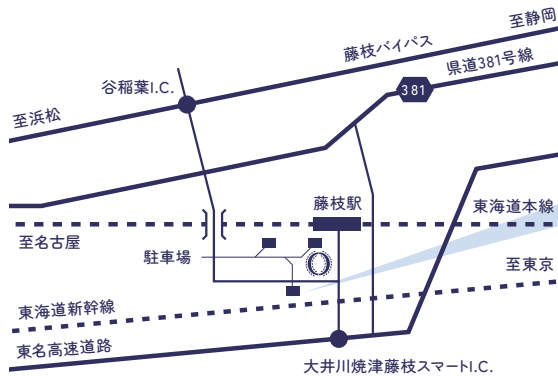 至静岡
藤枝バイパス
県道381号線
谷稲葉I.C.
381
至浜松
藤枝駅
東海道本線
至名古屋
駐車場
至東京
東海道新幹線
東名高速道路
大井川焼津藤枝スマートI.C.